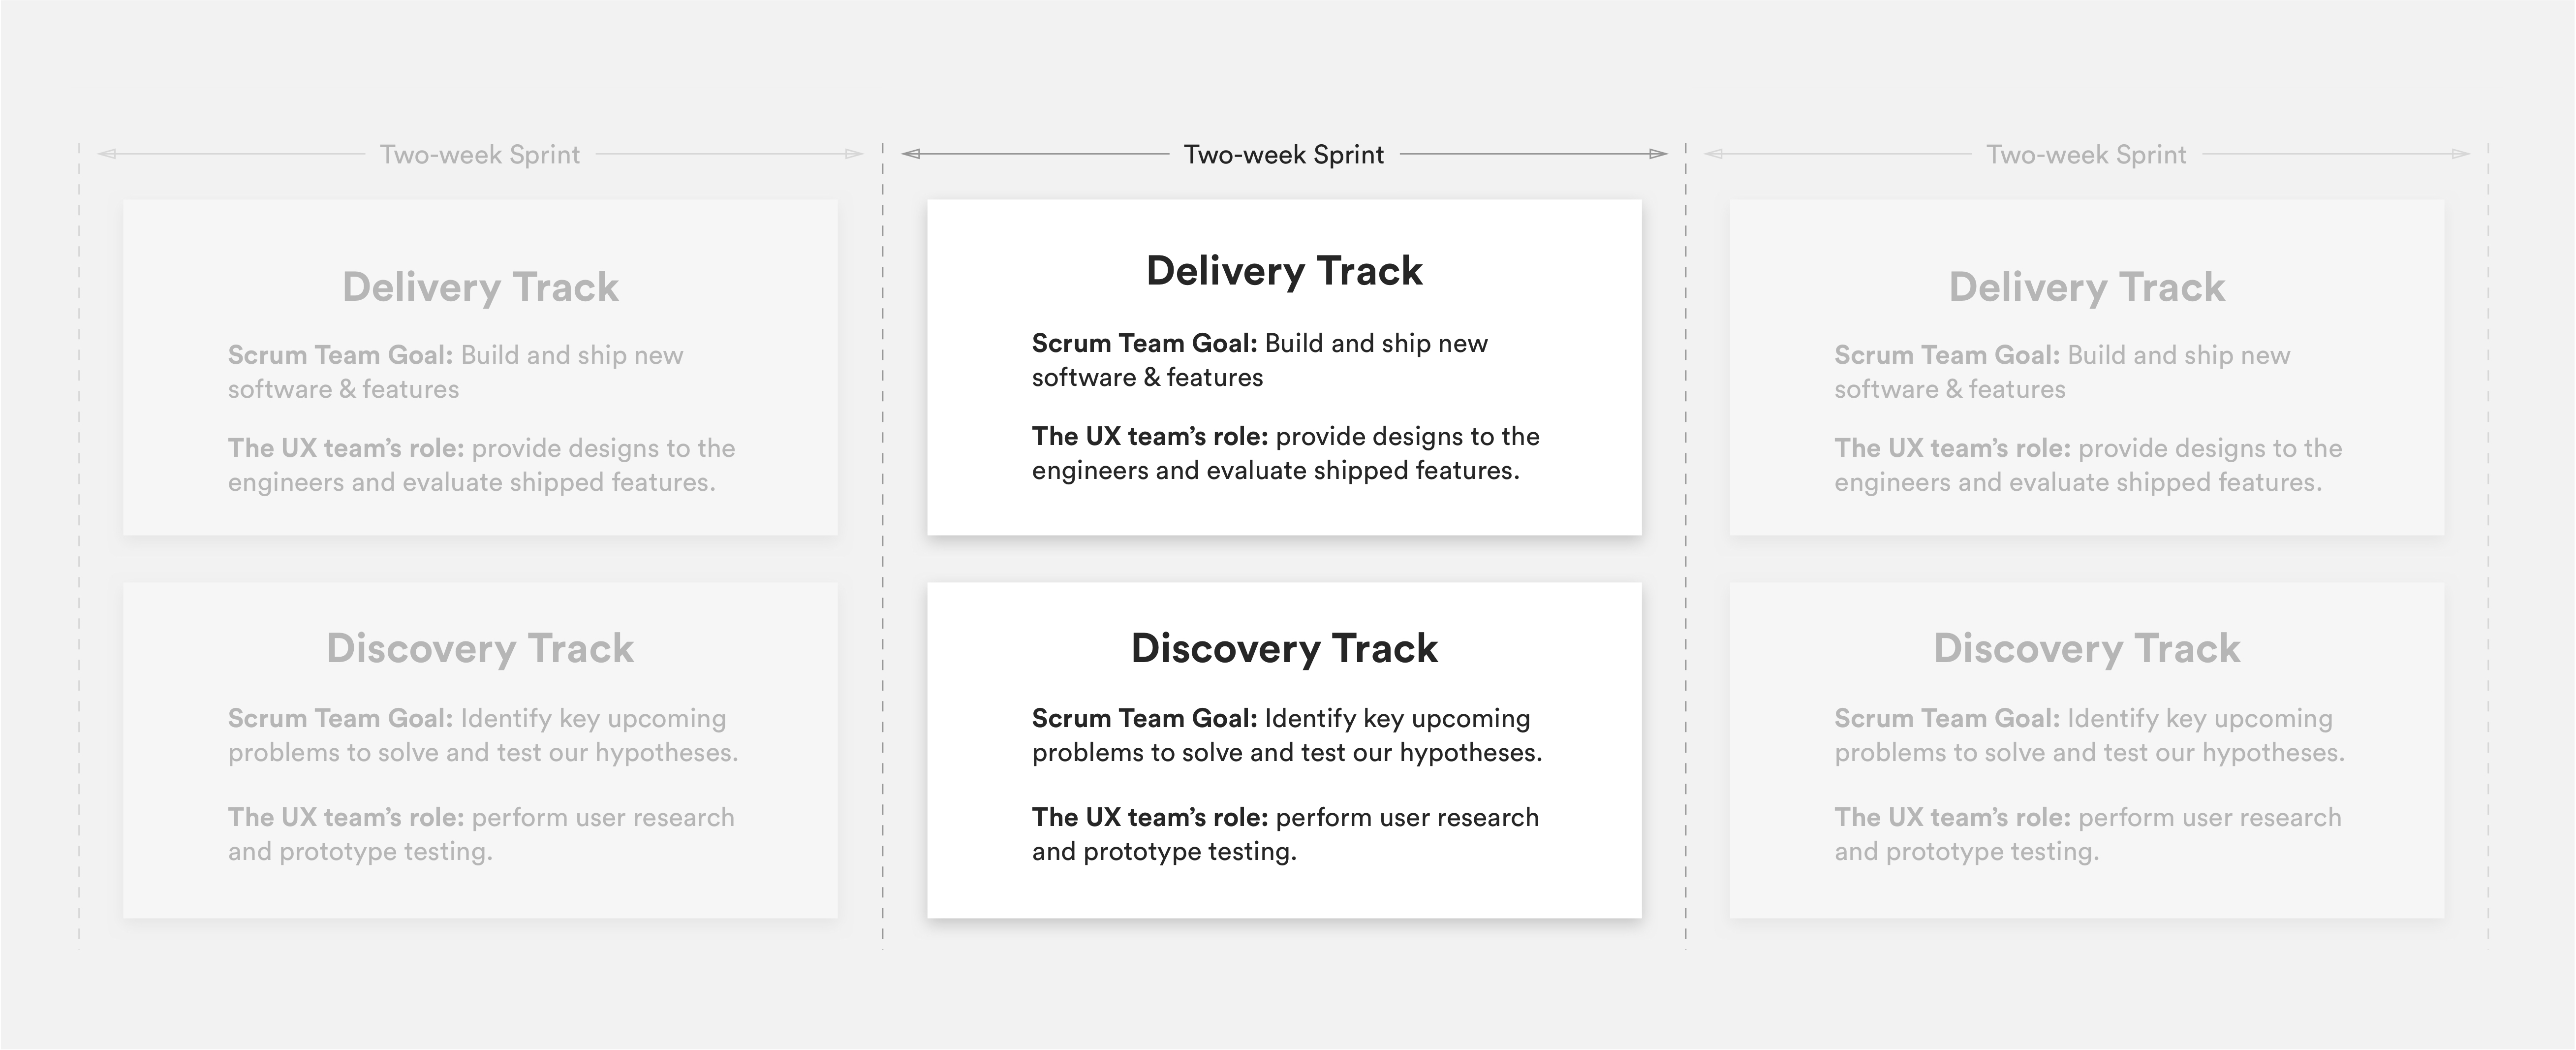 Two-week Sprint
Delivery Track
Scrum Team Goal: Build and ship new
software & features
The UX team’s role: provide designs to the
engineers and evaluate shipped features.
Discovery Track
Scrum Team Goal: Identify key upcoming
problems to solve and test our hypotheses.
The UX team’s role: perform user research
and prototype testing.
Two-week Sprint
Delivery Track
Scrum Team Goal: Build and ship new
software & features
The UX team’s role: provide designs to the
engineers and evaluate shipped features.
Discovery Track
Scrum Team Goal: Identify key upcoming
problems to solve and test our hypotheses.
The UX team’s role: perform user research
and prototype testing.
Two-week Sprint
Delivery Track
Scrum Team Goal: Build and ship new
software & features
The UX team’s role: provide designs to the
engineers and evaluate shipped features.
Discovery Track
Scrum Team Goal: Identify key upcoming
problems to solve and test our hypotheses.
The UX team’s role: perform user research
and prototype testing.